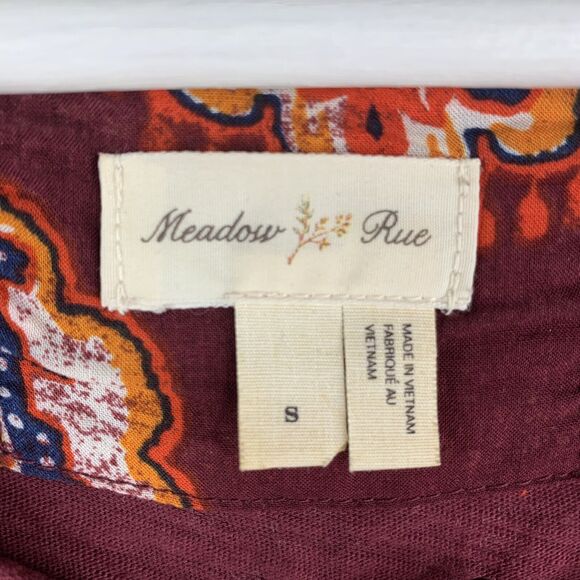 Meadow Rue
S
MADE IN VIETNAM
FABRIQUÉ AU
VIETNAM